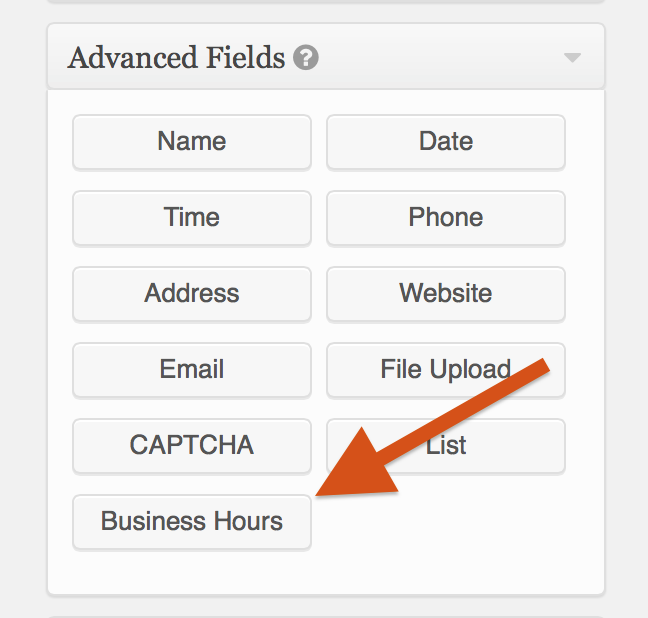 Advanced Fields ?
Name
Date
Time
Phone
Address
Website
Email
File Upload
CAPTCHA
List
Business Hours